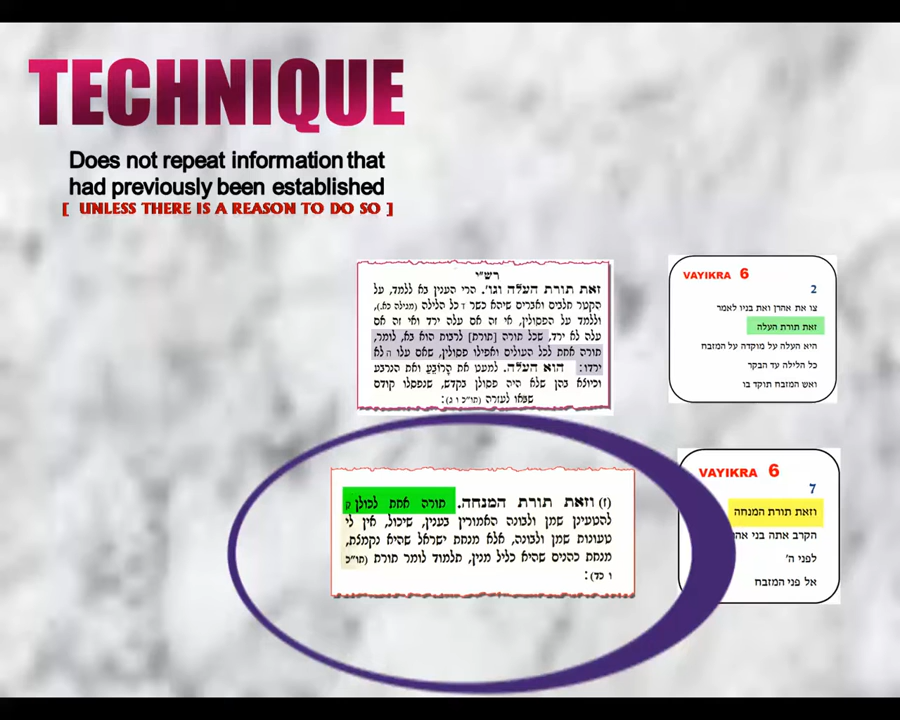 TECHNIQUE
Does not repeat information that
had previously been established
[ UNLESS THERE IS A REASON TO DO SO ]
רש״י
זאת תורת העלה וגו׳. הרי הענין בא ללמד, על
הקטר חלבים ואברים שיהא כשר ד כל הלילה (מגילה כא.),
וללמד על הפסולין, אי זה אם עלה ירד ואי זה אם
עלה לא ירד, שכל תורה [תורת] לרבות הוא בא, לומר,
תורה אחת לכל העולים ואפילו פסולין, שאם עלו ה לא
ירדו: הוא העלה. למעט את הרובע ואת הנרבע
וכיוצא בהן שלא היה פסולן בקדש, שנפסלו קודם
שבאו לעזרה (תו״כ ו ג):
VAYIKRA 6
2
צו את אהרן ואת בניו לאמר
זאת תורת העלה
היא העלה על מוקדה על המזבח
כל הלילה עד הבקר
ואש המזבח תוקד בו
(ז) וזאת תורת המנחה. תורה אחת לכולן ק
להטעינן שמן ולבונה האמורין בענין, שיכול, אין לי
טעונות שמן ולבונה, אלא מנחת ישראל שהיא נקמצת,
מנחת כהנים שהיא כליל מנין, תלמוד לומר תורת (תו״כ
ו כד):
VAYIKRA 6
7
וזאת תורת המנחה
הקרב אתה בני
לפני ה׳
אל פני המזבח